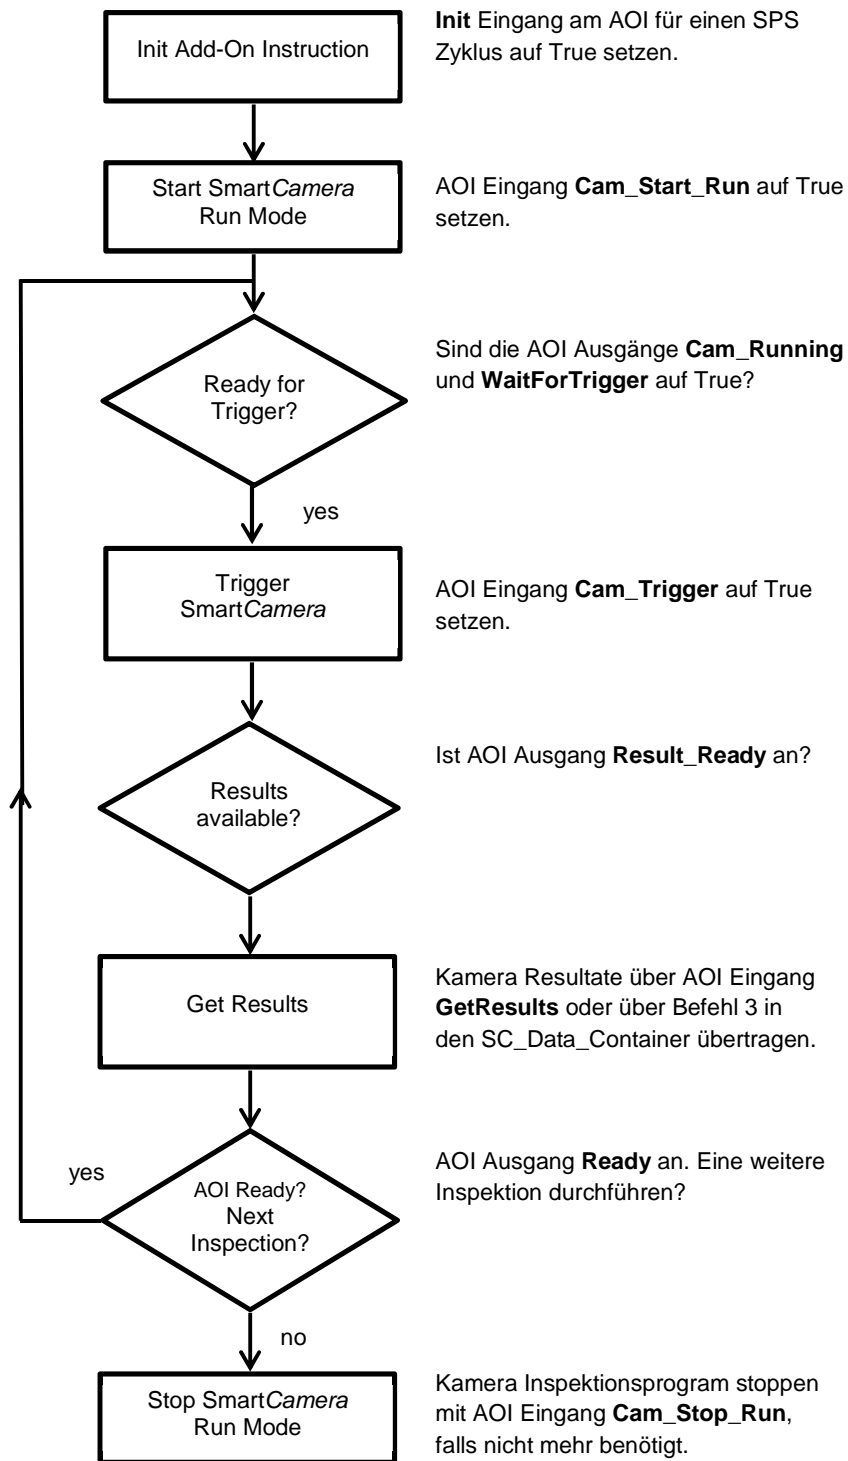 Init Add-On Instruction
Init Eingang am AOI für einen SPS
Zyklus auf True setzen.
Start SmartCamera
Run Mode
AOI Eingang Cam_Start_Run auf True
setzen.
Ready for
Trigger?
Sind die AOI Ausgänge Cam_Running
und WaitForTrigger auf True?
yes
Trigger
SmartCamera
AOI Eingang Cam_Trigger auf True
setzen.
Results
available?
Ist AOI Ausgang Result_Ready an?
Get Results
Kamera Resultate über AOI Eingang
GetResults oder über Befehl 3 in
den SC_Data_Container übertragen.
yes
AOI Ready?
Next
Inspection?
AOI Ausgang Ready an. Eine weitere
Inspektion durchführen?
no
Stop SmartCamera
Run Mode
Kamera Inspektionsprogram stoppen
mit AOI Eingang Cam_Stop_Run,
falls nicht mehr benötigt.